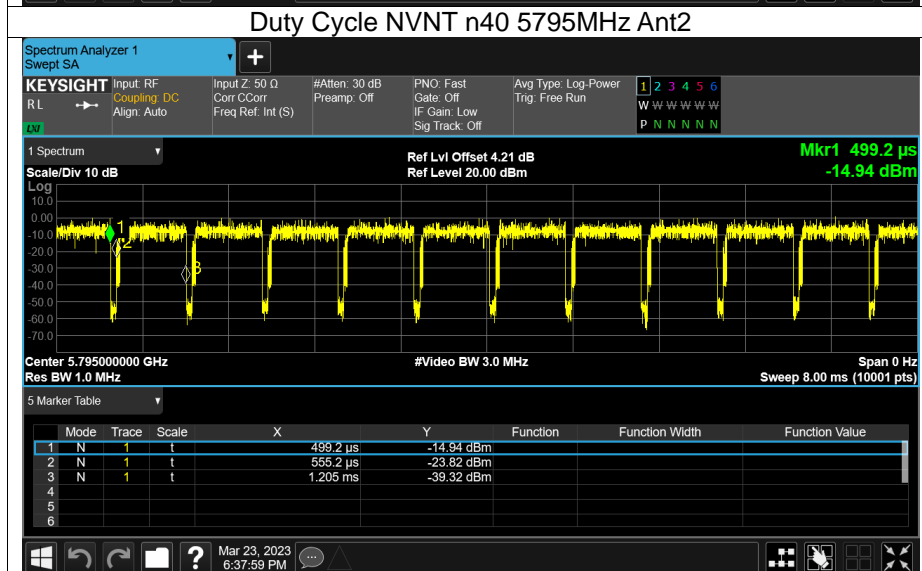 Duty Cycle NVNT n40 5795MHz Ant2
Spectrum Analyzer 1
Swept SA
+
KEYSIGHT Input: RF Input Z: 50 Ω #Atten: 30 dB PNO: Fast Avg Type: Log-Power 1 2 3 4 5 6
RL Coupling: DC Corr CCorr Preamp: Off Gate: Off Trig: Free Run W W W W W W
Align: Auto Freq Ref: Int (S) IF Gain: Low
LXI Sig Track: Off P N N N N N
1 Spectrum Ref Lvl Offset 4.21 dB Mkr1 499.2 µs
Scale/Div 10 dB Ref Level 20.00 dBm -14.94 dBm
Log
10.0
0.00
-10.0
-20.0
-30.0
-40.0
-50.0
-60.0
-70.0
1
2
3
Center 5.795000000 GHz #Video BW 3.0 MHz Span 0 Hz
Res BW 1.0 MHz Sweep 8.00 ms (10001 pts)
5 Marker Table
Mode Trace Scale X Y Function Function Width Function Value
1 N 1 t 499.2 µs -14.94 dBm
2 N 1 t 555.2 µs -23.82 dBm
3 N 1 t 1.205 ms -39.32 dBm
4
5
6
? Mar 23, 2023
6:37:59 PM